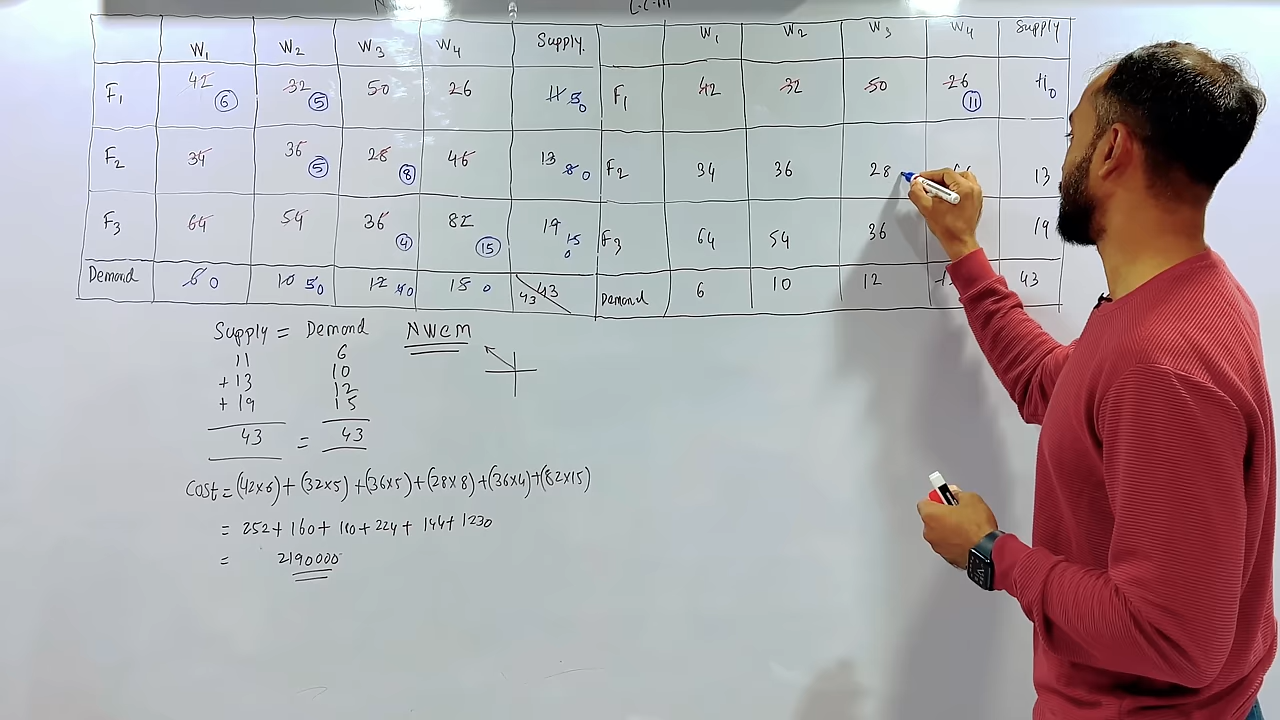 L.C.M
W1 W2 W3 W4 Supply
F1 42 6 32 5 50 26 11 5 0
F2 34 36 5 28 8 46 13 8 0
F3 64 54 36 4 82 15 19 15 0
Demand 6 0 10 5 0 12 4 0 15 0 43 43
W1 W2 W3 W4 Supply
F1 42 32 50 26 11 11 0
F2 34 36 28 13
F3 64 54 36 19
Demand 6 10 12 43
Supply = Demand NWCM
11 6
+13 10
+19 12
15
43 = 43
Cost = (42x6) + (32x5) + (36x5) + (28x8) + (36x4) + (82x15)
= 252 + 160 + 180 + 224 + 144 + 1230
= 2190000